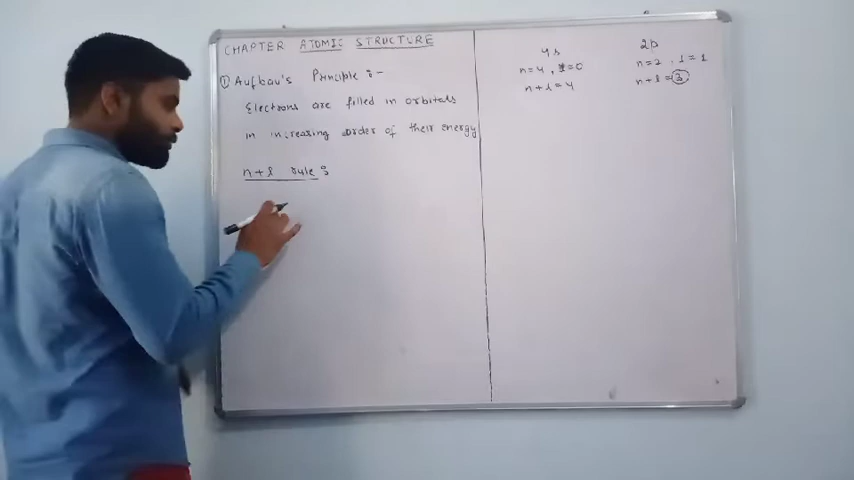 CHAPTER ATOMIC STRUCTURE
① Aufbau's Principle :-
Electrons are filled in orbitals
in increasing order of their energy
n+l rule :
4s
n=4, l=0
n+l=4
2p
n=2, l=1
n+l=3